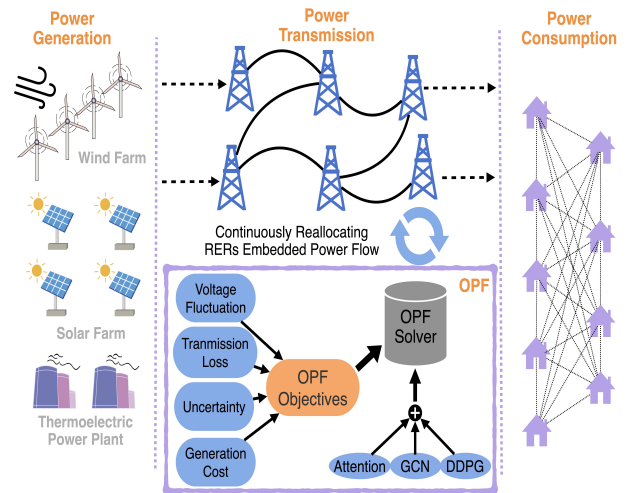 Power
Generation
Power
Transmission
Power
Consumption
Wind Farm
Solar Farm
Thermoelectric
Power Plant
Continuously Reallocating
RERs Embedded Power Flow
OPF
Voltage
Fluctuation
Tranmission
Loss
Uncertainty
Generation
Cost
OPF
Objectives
OPF
Solver
Attention
GCN
DDPG